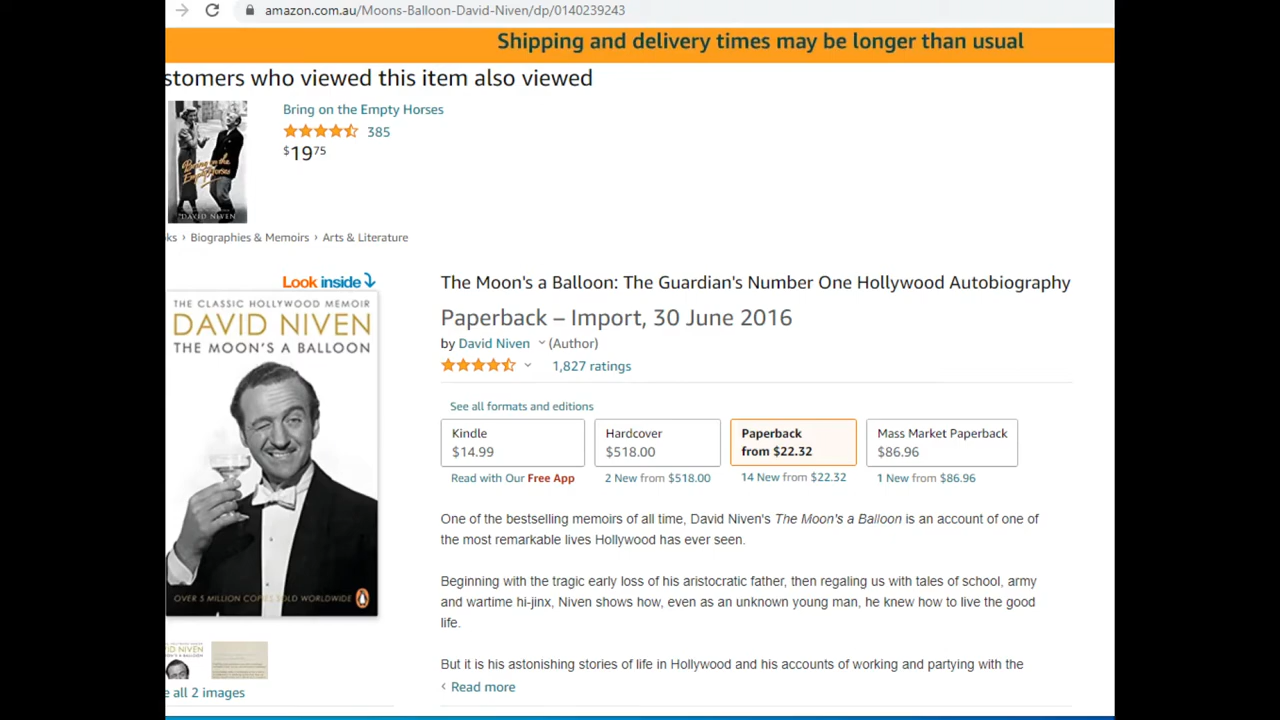 amazon.com.au/Moons-Balloon-David-Niven/dp/0140239243
Shipping and delivery times may be longer than usual
stomers who viewed this item also viewed
Bring on the Empty Horses
385
$19 75
Bring on the
Empty Horses
DAVID NIVEN
ks › Biographies & Memoirs › Arts & Literature
Look inside
THE CLASSIC HOLLYWOOD MEMOIR
DAVID NIVEN
THE MOON'S A BALLOON
OVER 5 MILLION COPIES SOLD WORLDWIDE
The Moon's a Balloon: The Guardian's Number One Hollywood Autobiography
Paperback – Import, 30 June 2016
by David Niven (Author)
1,827 ratings
See all formats and editions
Kindle
$14.99
Read with Our Free App
Hardcover
$518.00
2 New from $518.00
Paperback
from $22.32
14 New from $22.32
Mass Market Paperback
$86.96
1 New from $86.96
One of the bestselling memoirs of all time, David Niven's The Moon's a Balloon is an account of one of
the most remarkable lives Hollywood has ever seen.
Beginning with the tragic early loss of his aristocratic father, then regaling us with tales of school, army
and wartime hi-jinx, Niven shows how, even as an unknown young man, he knew how to live the good
life.
But it is his astonishing stories of life in Hollywood and his accounts of working and partying with the
Read more
ID NIVEN
e all 2 images